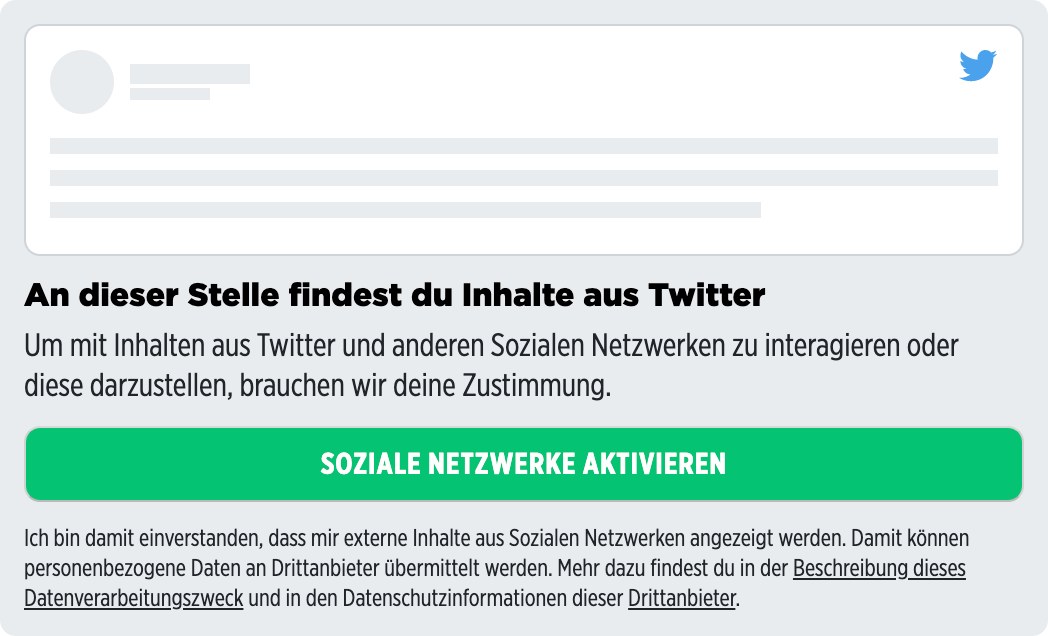 An dieser Stelle findest du Inhalte aus Twitter
Um mit Inhalten aus Twitter und anderen Sozialen Netzwerken zu interagieren oder
diese darzustellen, brauchen wir deine Zustimmung.
SOZIALE NETZWERKE AKTIVIEREN
Ich bin damit einverstanden, dass mir externe Inhalte aus Sozialen Netzwerken angezeigt werden. Damit können
personenbezogene Daten an Drittanbieter übermittelt werden. Mehr dazu findest du in der Beschreibung dieses
Datenverarbeitungszweck und in den Datenschutzinformationen dieser Drittanbieter.